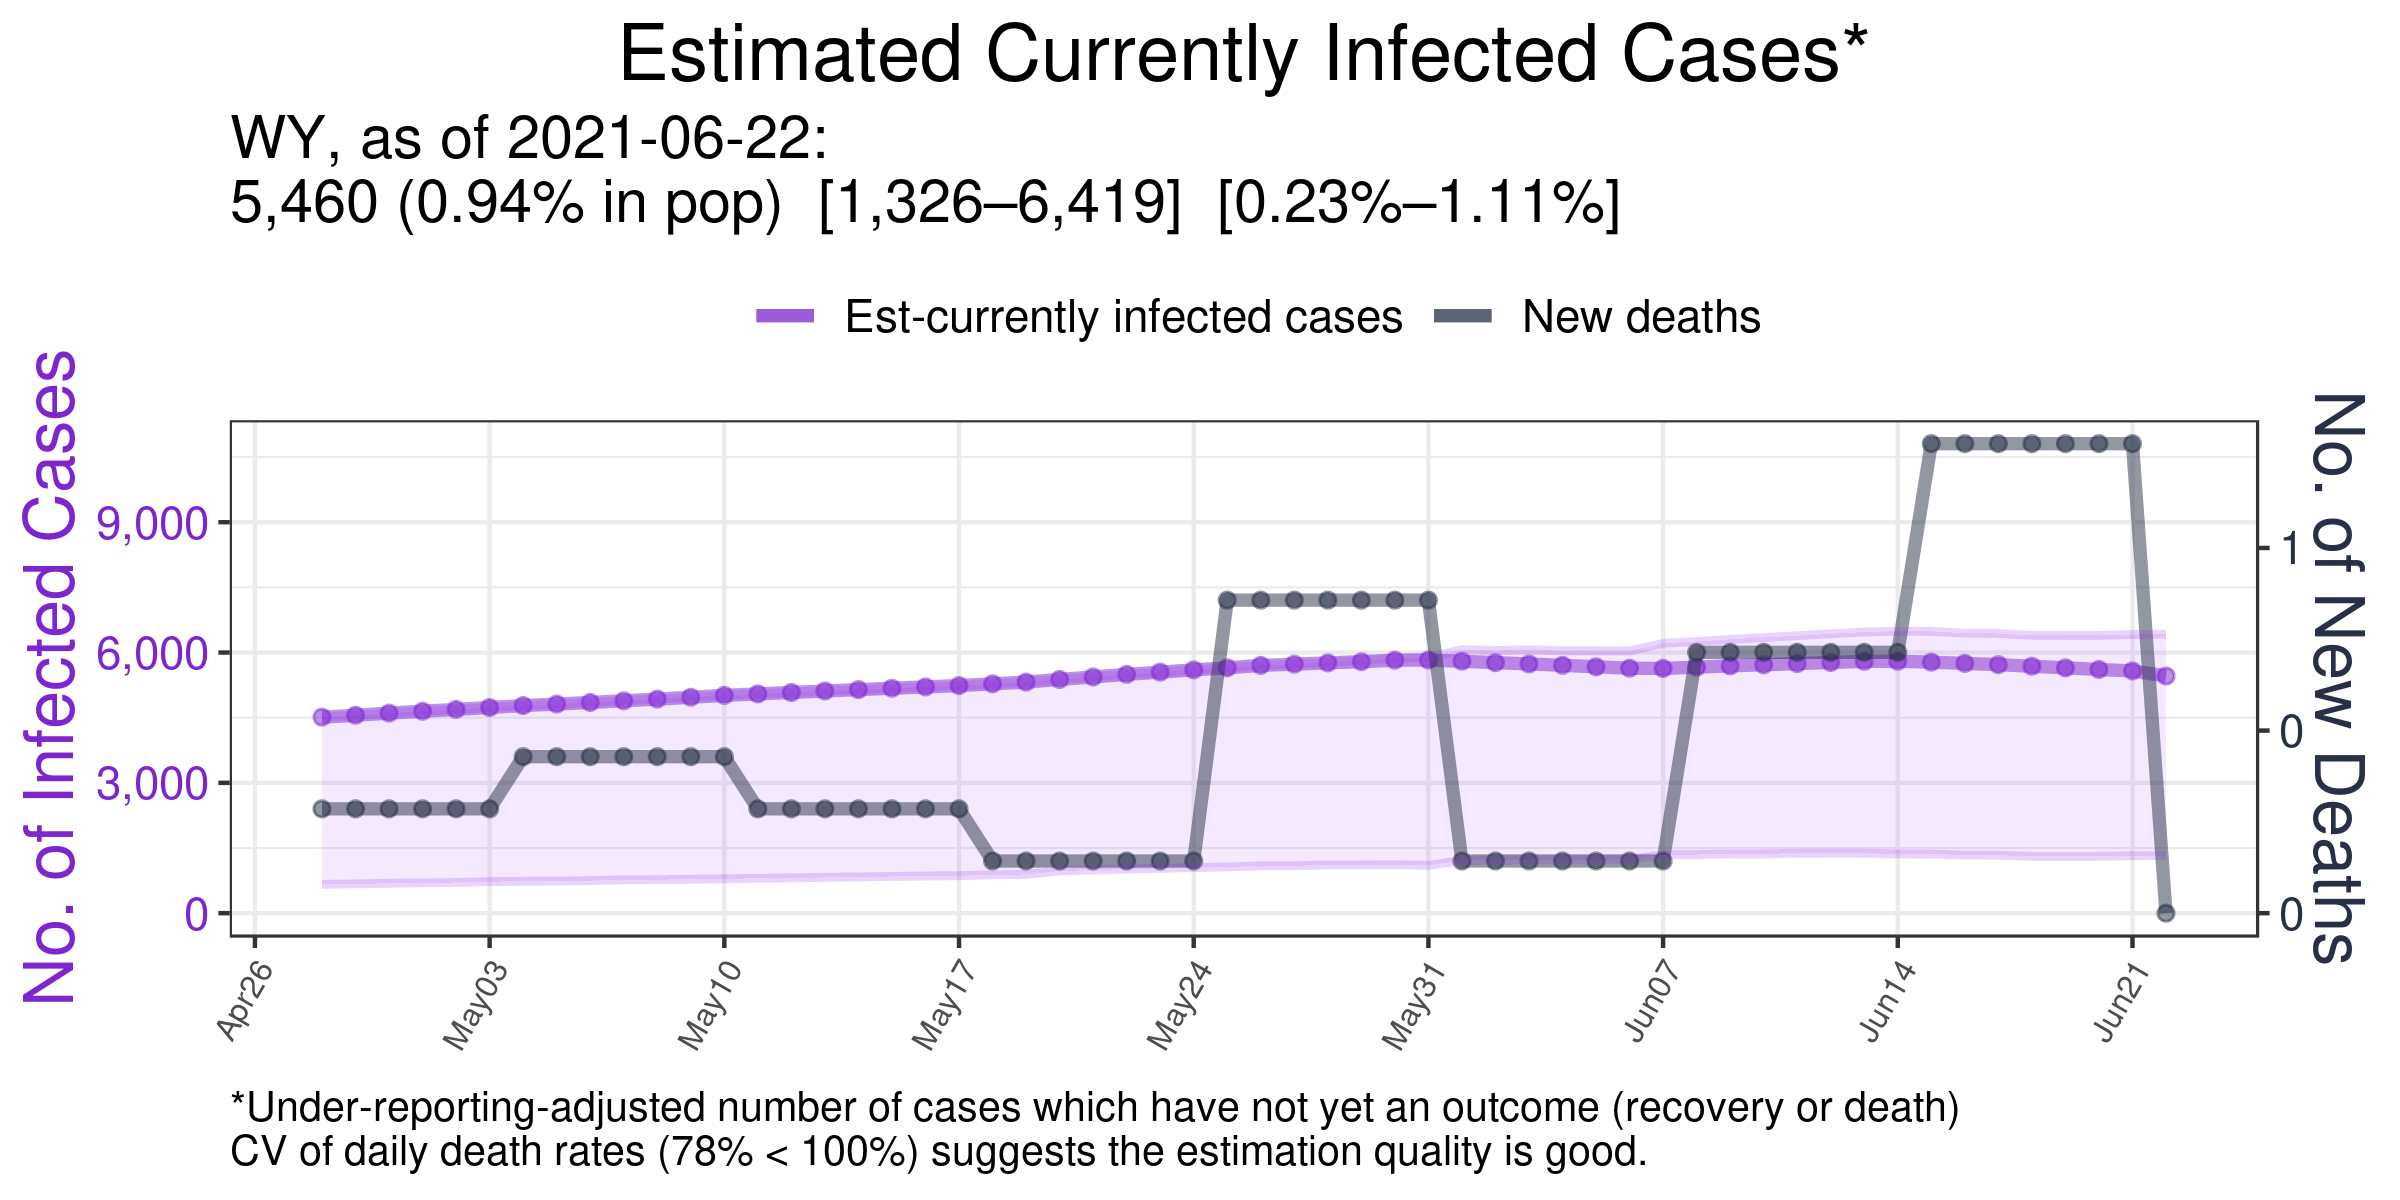 Estimated Currently Infected Cases*
WY, as of 2021-06-22:
5,460 (0.94% in pop)  [1,326–6,419]  [0.23%–1.11%]
Est-currently infected cases
New deaths
No. of Infected Cases
9,000
6,000
3,000
0
1
0
0
No. of New Deaths
Apr26
May03
May10
May17
May24
May31
Jun07
Jun14
Jun21
*Under-reporting-adjusted number of cases which have not yet an outcome (recovery or death)
CV of daily death rates (78% < 100%) suggests the estimation quality is good.